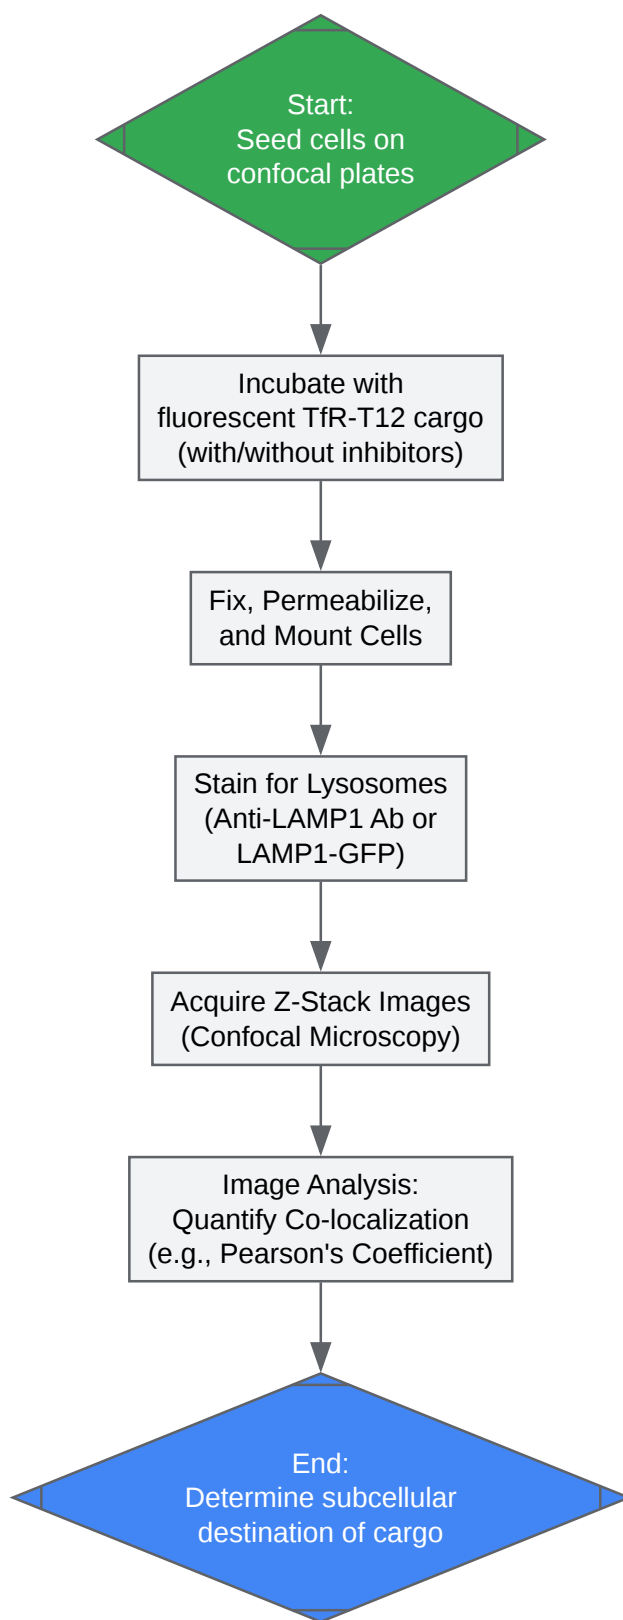 Start:
Seed cells on
confocal plates
Incubate with
fluorescent TfR-T12 cargo
(with/without inhibitors)
Fix, Permeabilize,
and Mount Cells
Stain for Lysosomes
(Anti-LAMP1 Ab or
LAMP1-GFP)
Acquire Z-Stack Images
(Confocal Microscopy)
Image Analysis:
Quantify Co-localization
(e.g., Pearson's Coefficient)
End:
Determine subcellular
destination of cargo